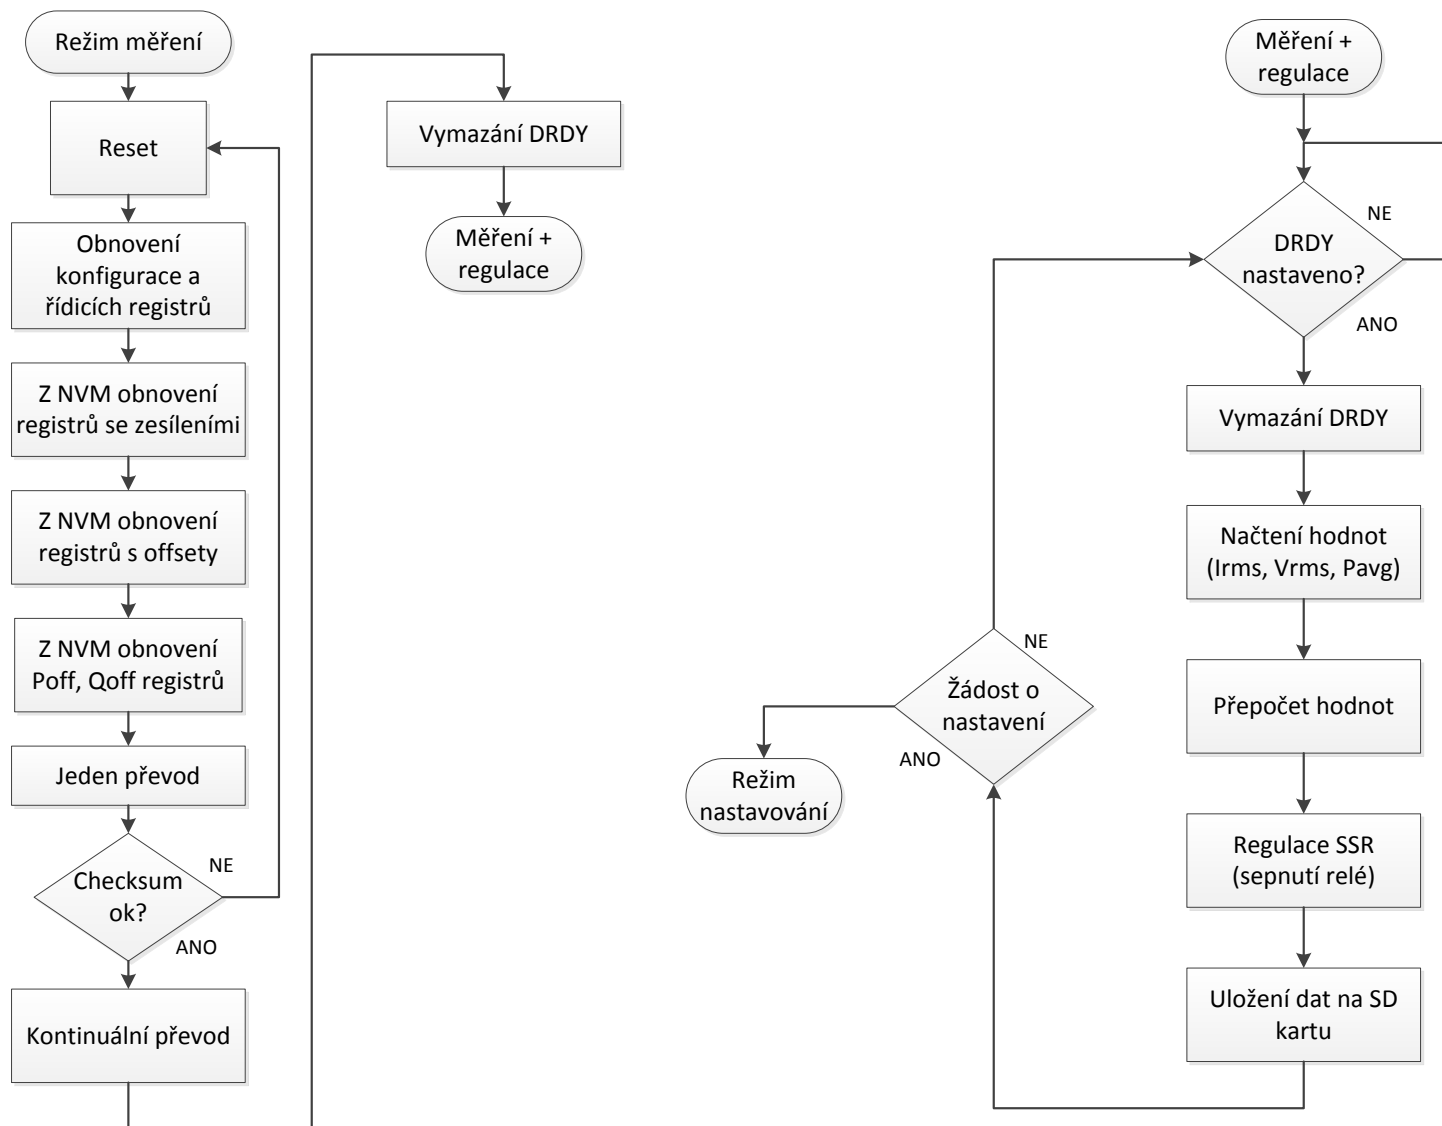 Režim měření
Reset
Obnovení
konfigurace a
řídicích registrů
Z NVM obnovení
registrů se zesíleními
Z NVM obnovení
registrů s offsety
Z NVM obnovení
Poff, Qoff registrů
Jeden převod
Checksum
ok?
NE
ANO
Kontinuální převod
Vymazání DRDY
Měření +
regulace
Měření +
regulace
DRDY
nastaveno?
NE
ANO
Vymazání DRDY
Načtení hodnot
(Irms, Vrms, Pavg)
Přepočet hodnot
Regulace SSR
(sepnutí relé)
Uložení dat na SD
kartu
Žádost o
nastavení
NE
ANO
Režim
nastavování